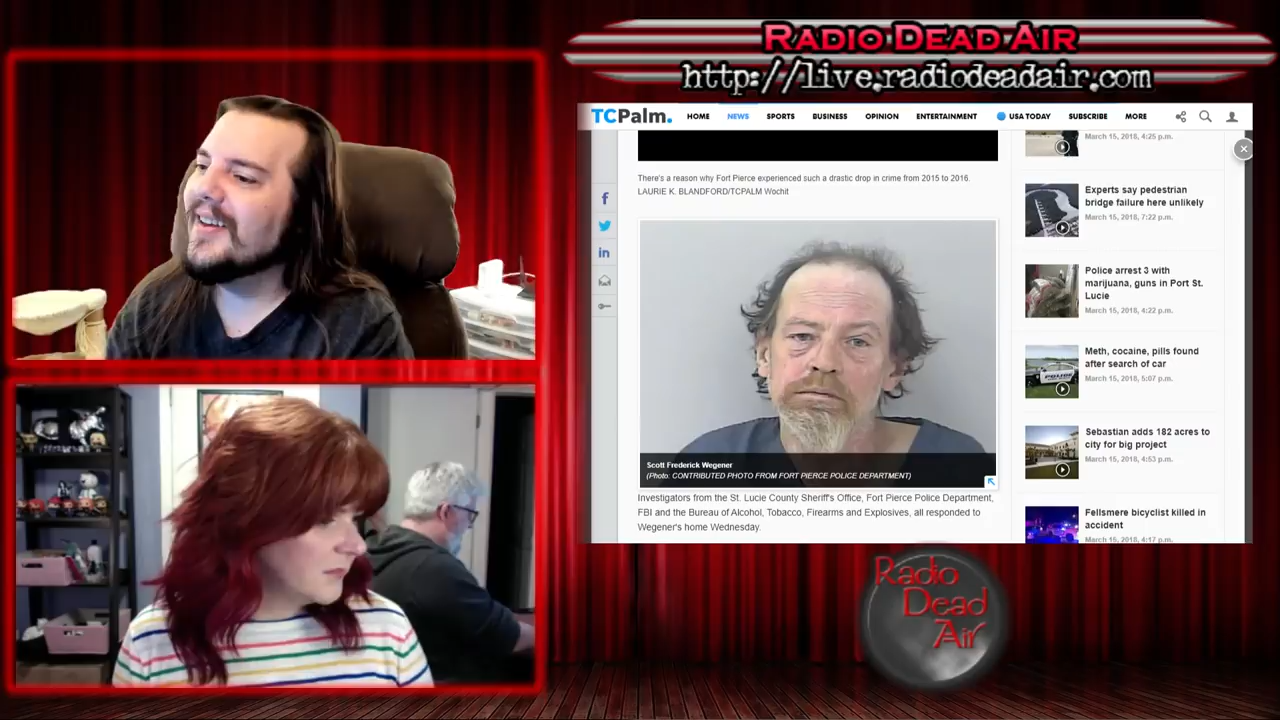 Radio Dead Air
http://live.radiodeadair.com
TCPalm.
HOME
NEWS
SPORTS
BUSINESS
OPINION
ENTERTAINMENT
USA TODAY
SUBSCRIBE
MORE
There's a reason why Fort Pierce experienced such a drastic drop in crime from 2015 to 2016.
LAURIE K. BLANDFORD/TCPALM Wochit
Scott Frederick Wegener
(Photo: CONTRIBUTED PHOTO FROM FORT PIERCE POLICE DEPARTMENT)
Investigators from the St. Lucie County Sheriff's Office, Fort Pierce Police Department,
FBI and the Bureau of Alcohol, Tobacco, Firearms and Explosives, all responded to
Wegener's home Wednesday.
March 15, 2018, 4:25 p.m.
Experts say pedestrian
bridge failure here unlikely
March 15, 2018, 7:22 p.m.
Police arrest 3 with
marijuana, guns in Port St.
Lucie
March 15, 2018, 4:22 p.m.
Meth, cocaine, pills found
after search of car
March 15, 2018, 5:07 p.m.
Sebastian adds 182 acres to
city for big project
March 15, 2018, 4:53 p.m.
Fellsmere bicyclist killed in
accident
March 15, 2018, 4:17 p.m.
Radio
Dead
Air